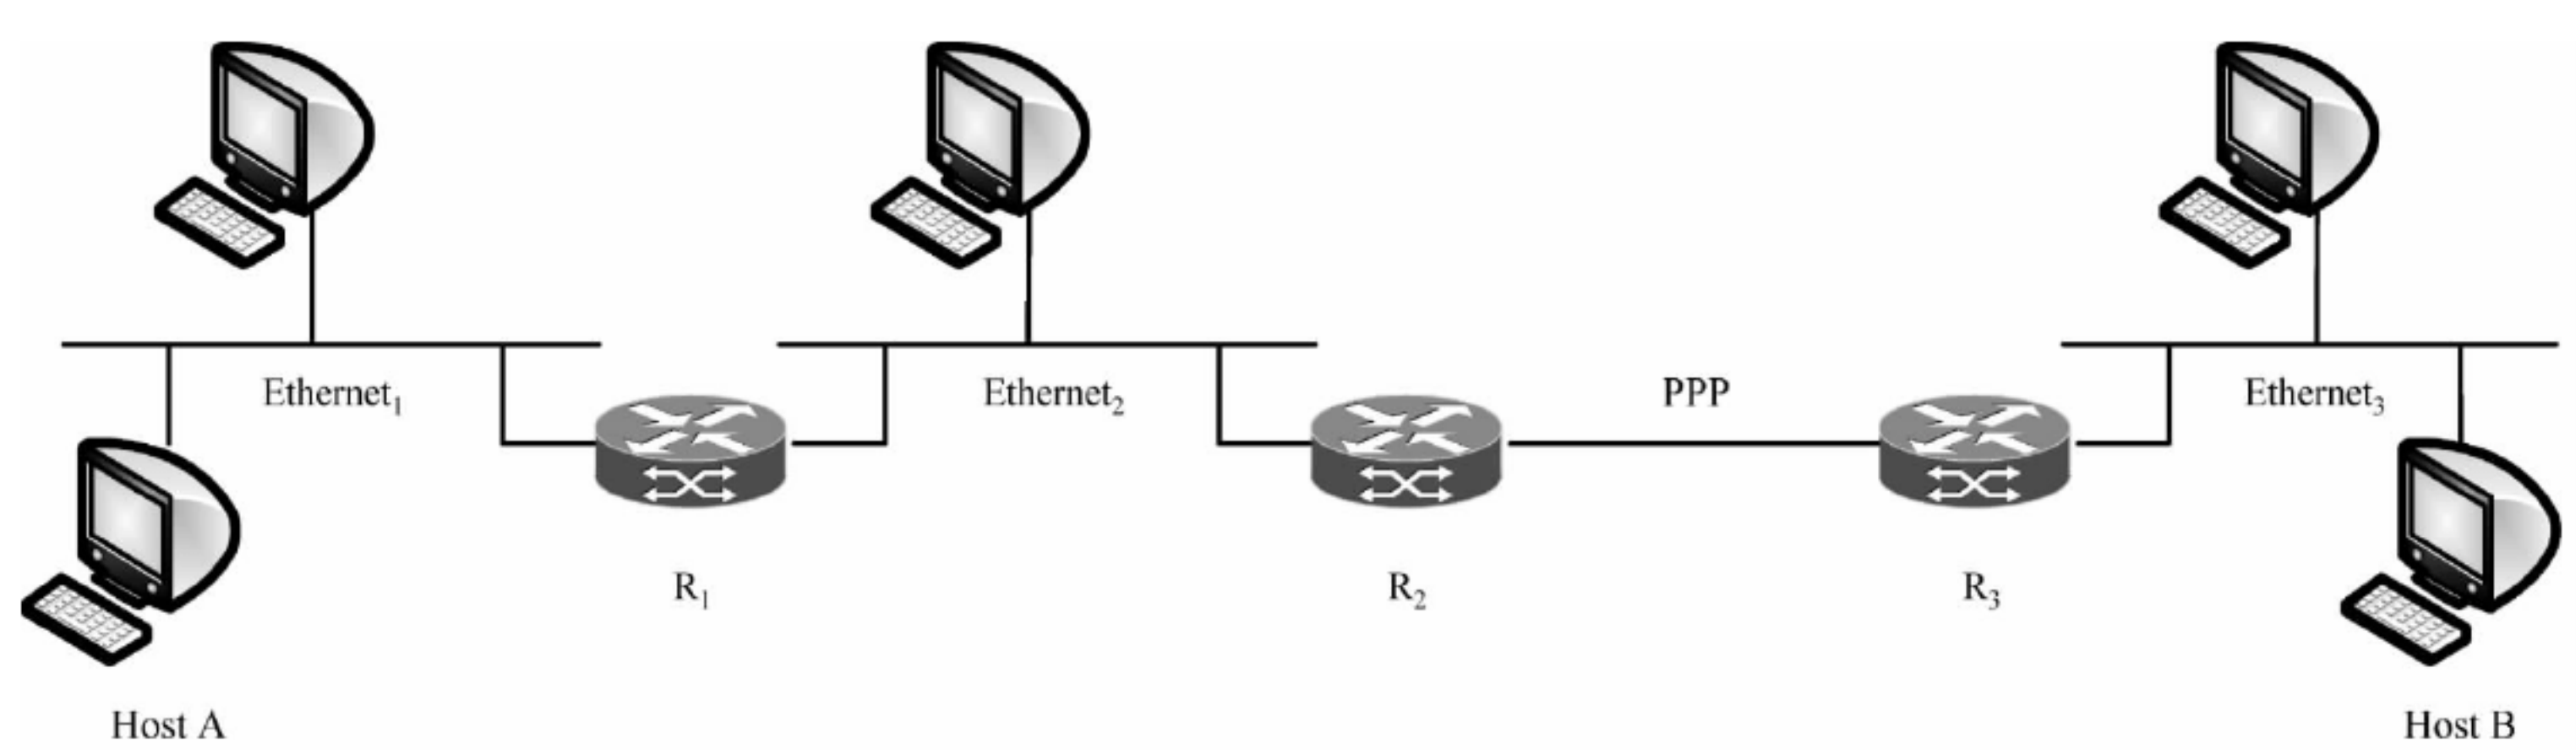 Ethernet₁
Ethernet₂
PPP
Ethernet₃
R₁
R₂
R₃
Host A
Host B